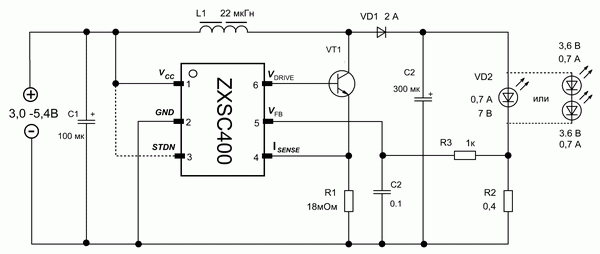 L1 22 мкГн
VD1 2 А
VT1
3,6 В
0,7 А
VCC
1
ZXSC400
6
VDRIVE
C2
300 мк
+
VD2
0,7 А
7 В
или
3,0 -5,4В
C1
+
100 мк
GND
2
5
VFB
3.6 В
0,7А
STDN
3
4
ISENSE
R3 1к
R1
18мОм
C2
0.1
R2
0,4